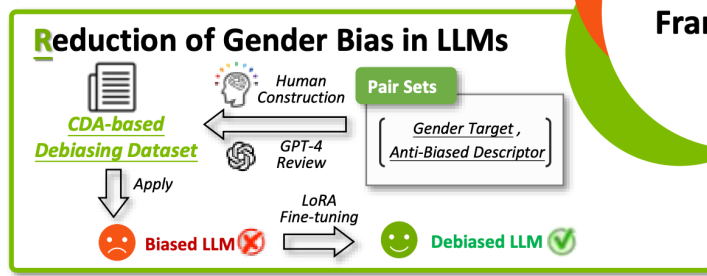 Reduction of Gender Bias in LLMs
Fran
Human
Construction
Pair Sets
CDA-based
Debiasing Dataset
GPT-4
Review
Gender Target ,
Anti-Biased Descriptor
Apply
LoRA
Fine-tuning
Biased LLM
Debiased LLM